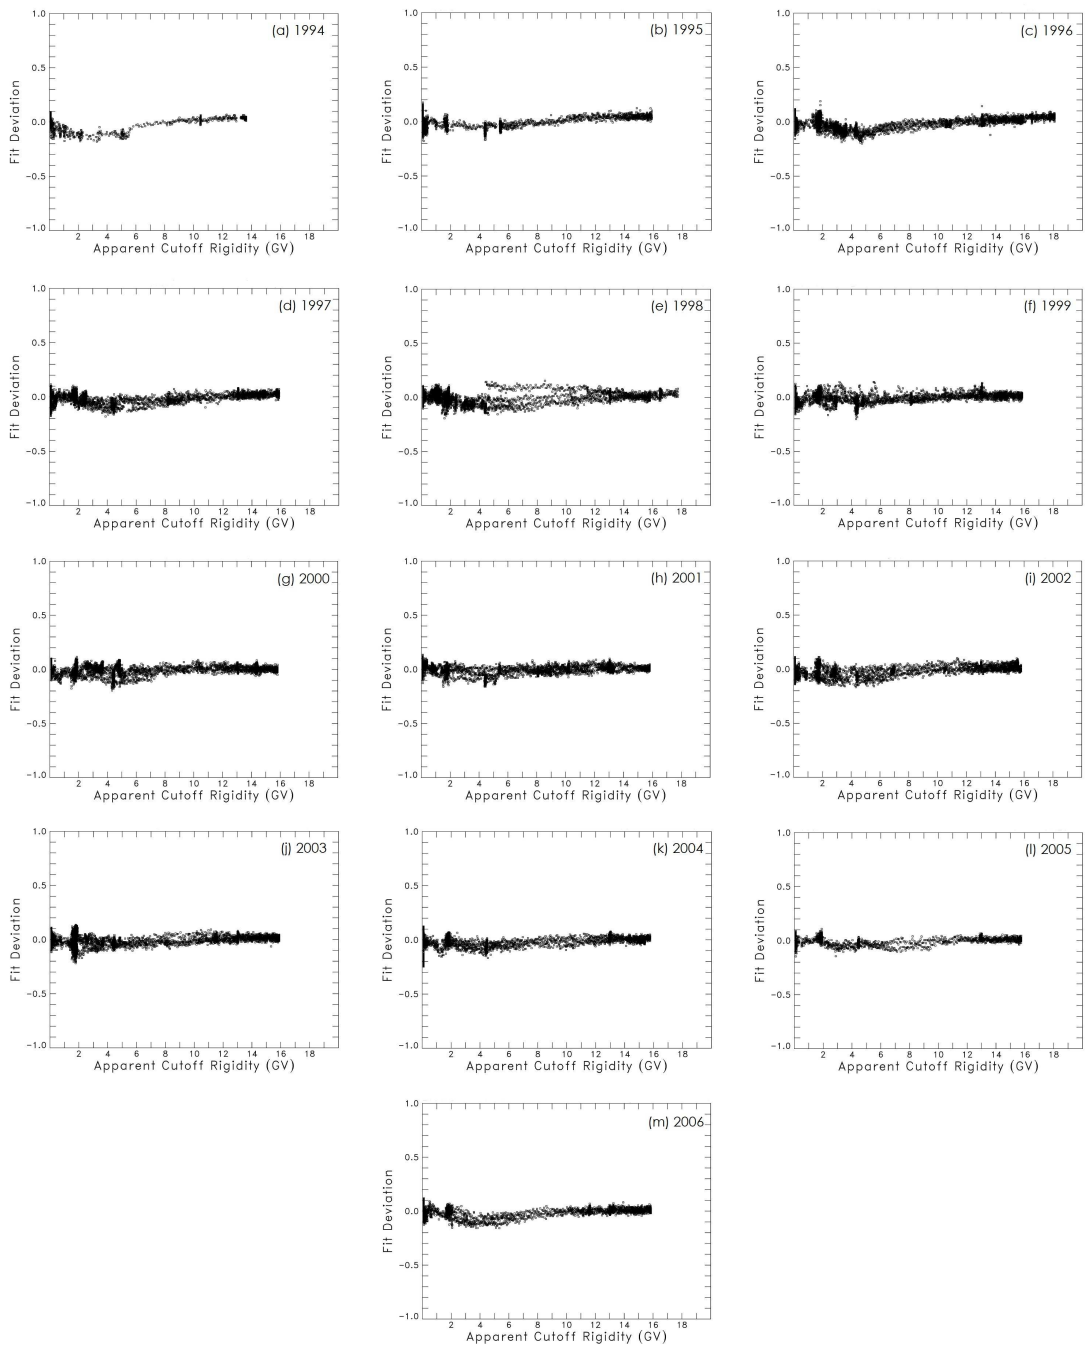 (a) 1994
1.0
0.5
0.0
−0.5
−1.0
Fit Deviation
2 4 6 8 10 12 14 16 18
Apparent Cutoff Rigidity (GV)
(b) 1995
1.0
0.5
0.0
−0.5
−1.0
Fit Deviation
2 4 6 8 10 12 14 16 18
Apparent Cutoff Rigidity (GV)
(c) 1996
1.0
0.5
0.0
−0.5
−1.0
Fit Deviation
2 4 6 8 10 12 14 16 18
Apparent Cutoff Rigidity (GV)
(d) 1997
1.0
0.5
0.0
−0.5
−1.0
Fit Deviation
2 4 6 8 10 12 14 16 18
Apparent Cutoff Rigidity (GV)
(e) 1998
1.0
0.5
0.0
−0.5
−1.0
Fit Deviation
2 4 6 8 10 12 14 16 18
Apparent Cutoff Rigidity (GV)
(f) 1999
1.0
0.5
0.0
−0.5
−1.0
Fit Deviation
2 4 6 8 10 12 14 16 18
Apparent Cutoff Rigidity (GV)
(g) 2000
1.0
0.5
0.0
−0.5
−1.0
Fit Deviation
2 4 6 8 10 12 14 16 18
Apparent Cutoff Rigidity (GV)
(h) 2001
1.0
0.5
0.0
−0.5
−1.0
Fit Deviation
2 4 6 8 10 12 14 16 18
Apparent Cutoff Rigidity (GV)
(i) 2002
1.0
0.5
0.0
−0.5
−1.0
Fit Deviation
2 4 6 8 10 12 14 16 18
Apparent Cutoff Rigidity (GV)
(j) 2003
1.0
0.5
0.0
−0.5
−1.0
Fit Deviation
2 4 6 8 10 12 14 16 18
Apparent Cutoff Rigidity (GV)
(k) 2004
1.0
0.5
0.0
−0.5
−1.0
Fit Deviation
2 4 6 8 10 12 14 16 18
Apparent Cutoff Rigidity (GV)
(l) 2005
1.0
0.5
0.0
−0.5
−1.0
Fit Deviation
2 4 6 8 10 12 14 16 18
Apparent Cutoff Rigidity (GV)
(m) 2006
1.0
0.5
0.0
−0.5
−1.0
Fit Deviation
2 4 6 8 10 12 14 16 18
Apparent Cutoff Rigidity (GV)